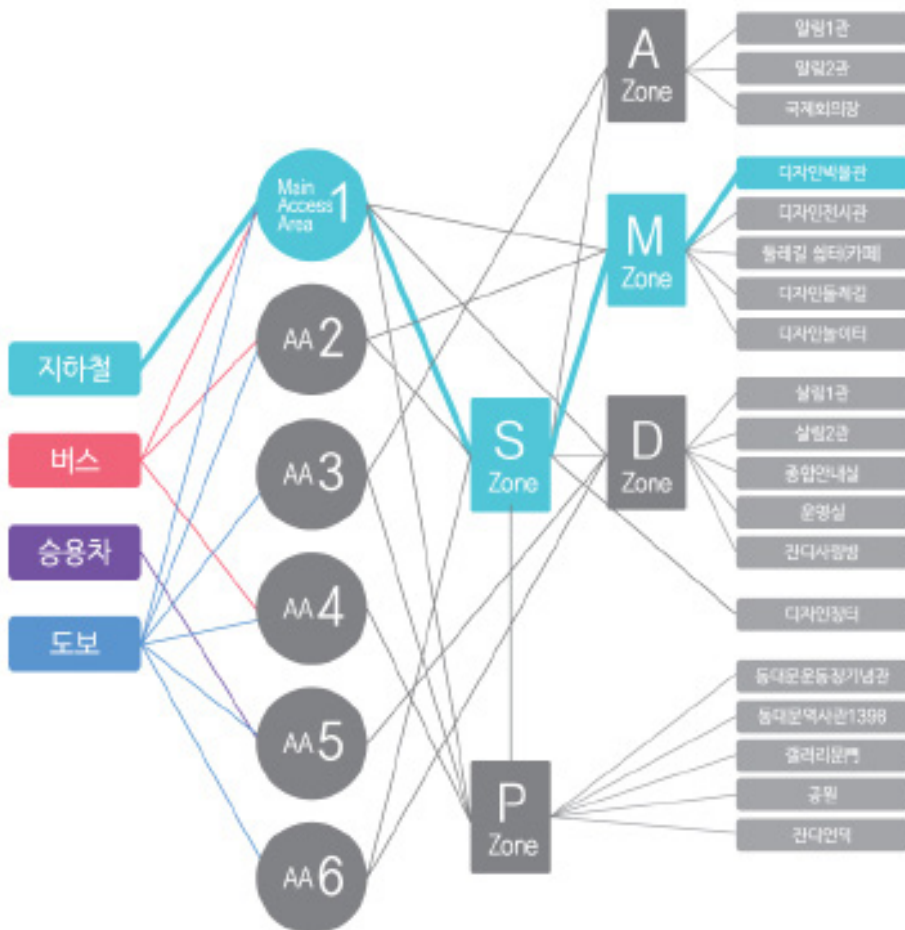 지하철
버스
승용차
도보
Main
Access
Area
1
AA 2
AA 3
AA 4
AA 5
AA 6
S
Zone
P
Zone
A
Zone
M
Zone
D
Zone
알림1관
알림2관
국제회의장
디자인박물관
디자인전시관
둘레길 쉼터(카페)
디자인둘레길
디자인놀이터
살림1관
살림2관
종합안내실
운영실
잔디사랑방
디자인장터
동대문운동장기념관
동대문역사관1398
갤러리문門
공원
잔디언덕